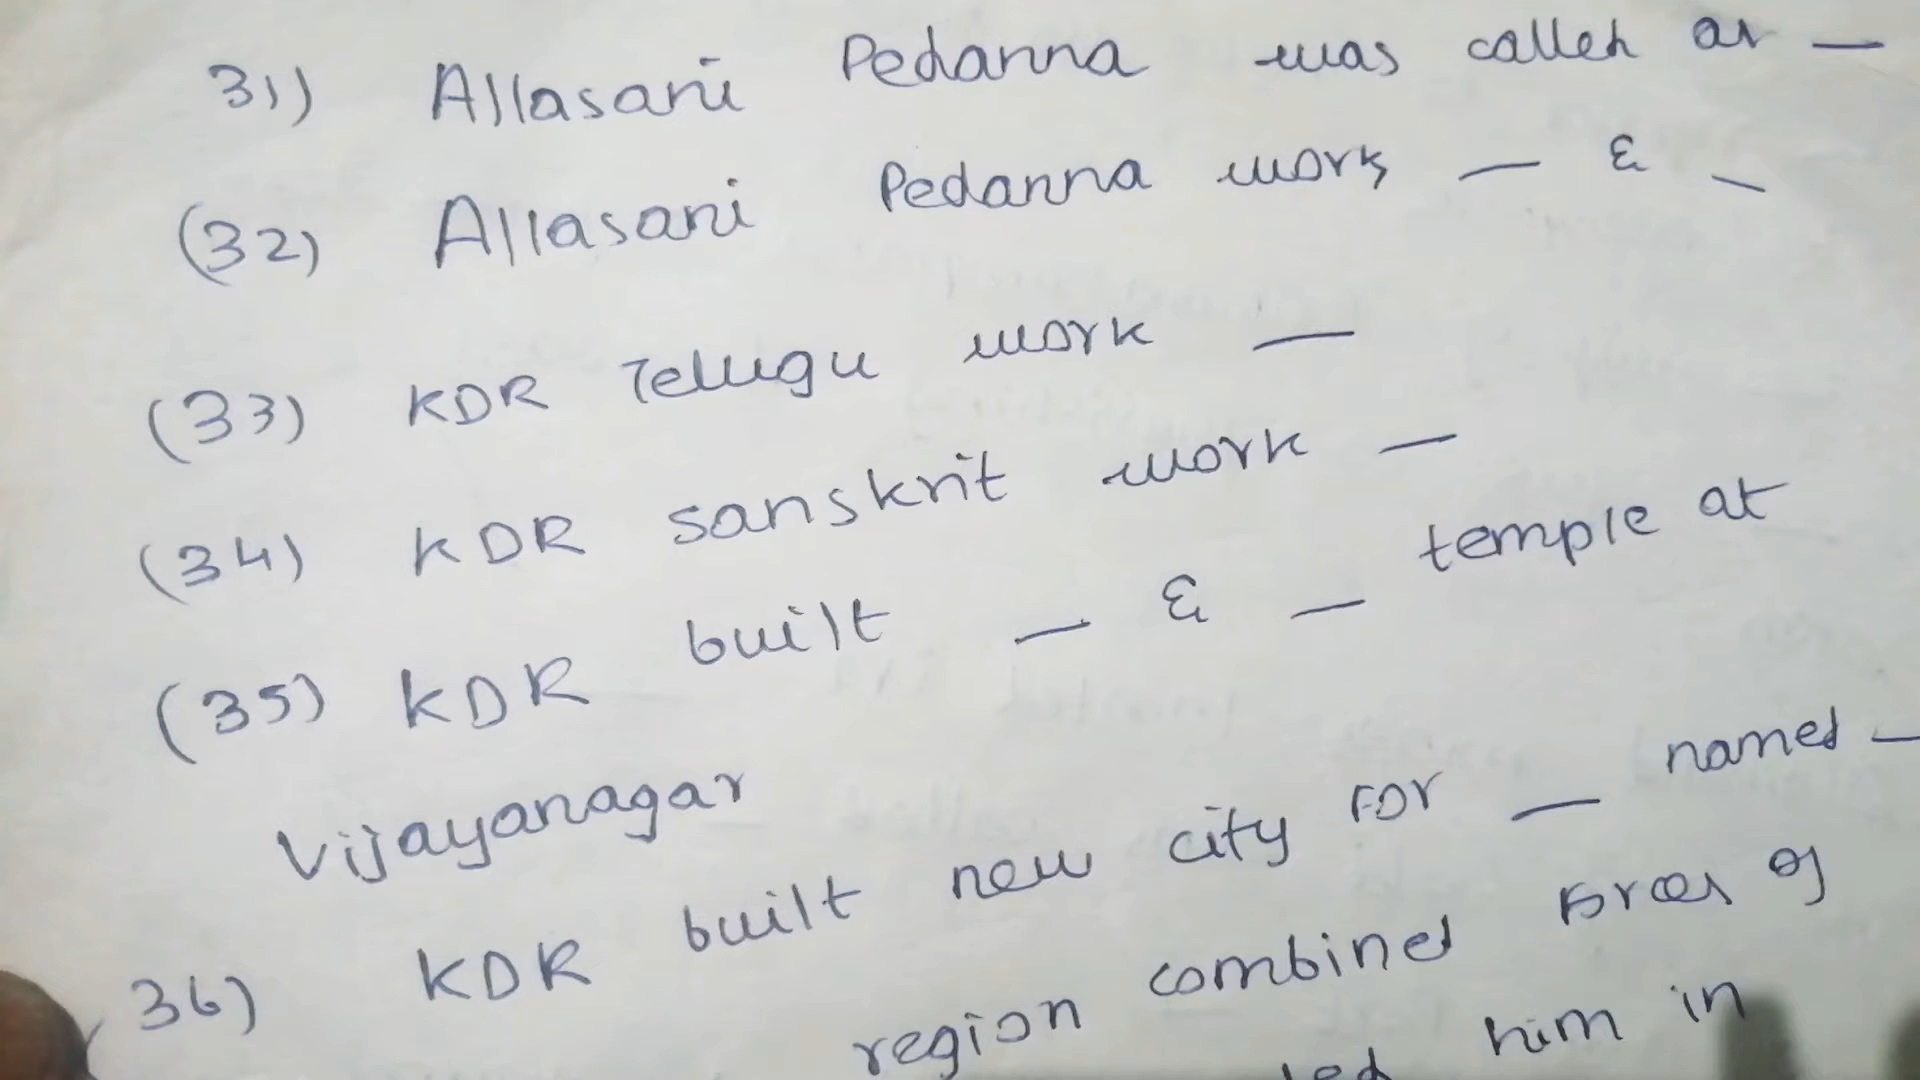 31) Allasani Pedanna was called as —
(32) Allasani Pedanna work — & —
(33) KDR Telugu work —
(34) KDR sanskrit work —
(35) KDR built — & — temple at
Vijayanagar
36) KDR built new city for — named —
region combined forces of
him in